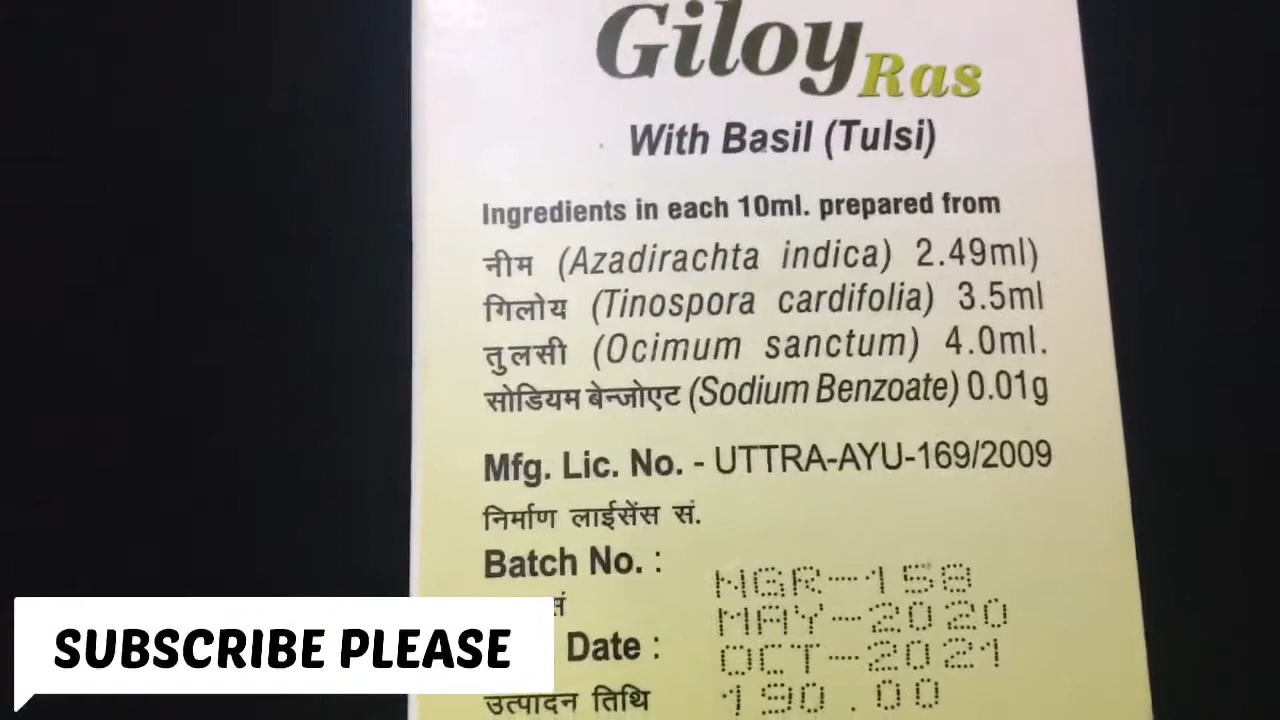 Giloy Ras
With Basil (Tulsi)
Ingredients in each 10ml. prepared from
नीम (Azadirachta indica) 2.49ml)
गिलोय (Tinospora cardifolia) 3.5ml
तुलसी (Ocimum sanctum) 4.0ml.
सोडियम बेन्जोएट (Sodium Benzoate) 0.01g
Mfg. Lic. No. - UTTRA-AYU-169/2009
निर्माण लाईसेंस सं.
Batch No. : NGR-158
सं
MAY-2020
Date : OCT-2021
उत्पादन तिथि 190.00
SUBSCRIBE PLEASE